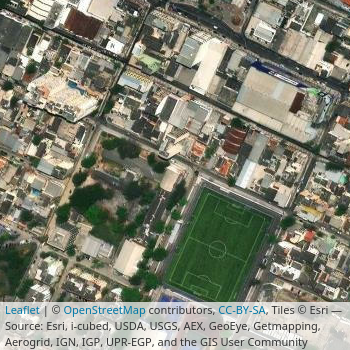 Leaflet | © OpenStreetMap contributors, CC-BY-SA, Tiles © Esri —
Source: Esri, i-cubed, USDA, USGS, AEX, GeoEye, Getmapping,
Aerogrid, IGN, IGP, UPR-EGP, and the GIS User Community